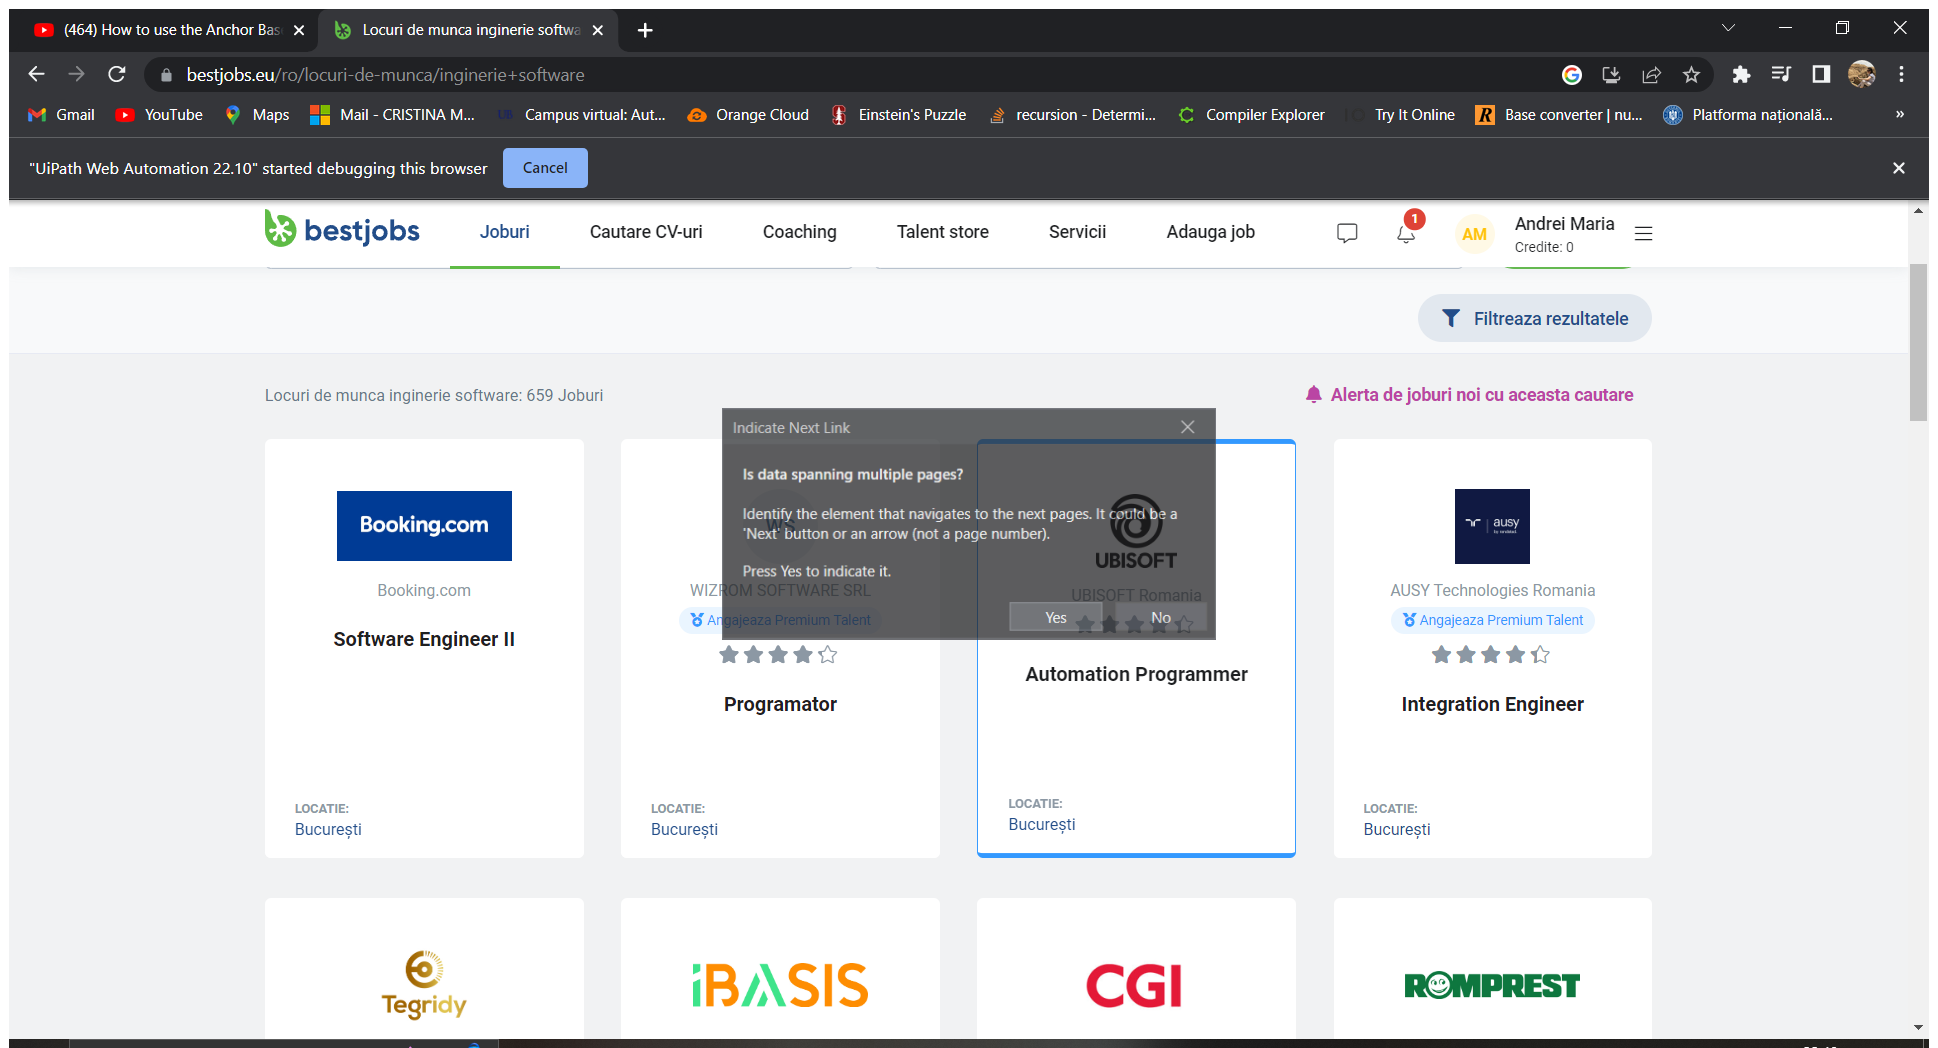 (464) How to use the Anchor Bas
Locuri de munca inginerie softwa
bestjobs.eu/ro/locuri-de-munca/inginerie+software
Gmail
YouTube
Maps
Mail - CRISTINA M...
UB
Campus virtual: Aut...
Orange Cloud
Einstein's Puzzle
recursion - Determi...
Compiler Explorer
Try It Online
R
Base converter | nu...
Platforma națională...
»
"UiPath Web Automation 22.10" started debugging this browser
Cancel
bestjobs
Joburi
Cautare CV-uri
Coaching
Talent store
Servicii
Adauga job
1
AM
Andrei Maria
Credite: 0
Filtreaza rezultatele
Locuri de munca inginerie software: 659 Joburi
Alerta de joburi noi cu aceasta cautare
Indicate Next Link
Is data spanning multiple pages?
Identify the element that navigates to the next pages. It could be a
'Next' button or an arrow (not a page number).
Press Yes to indicate it.
Yes
No
Booking.com
Booking.com
Software Engineer II
LOCATIE:
București
WS
WIZROM SOFTWARE SRL
Angajeaza Premium Talent
Programator
LOCATIE:
București
UBISOFT
UBISOFT Romania
Automation Programmer
LOCATIE:
București
ausy
AUSY Technologies Romania
Angajeaza Premium Talent
Integration Engineer
LOCATIE:
București
Tegridy
iBASIS
CGI
ROMPREST